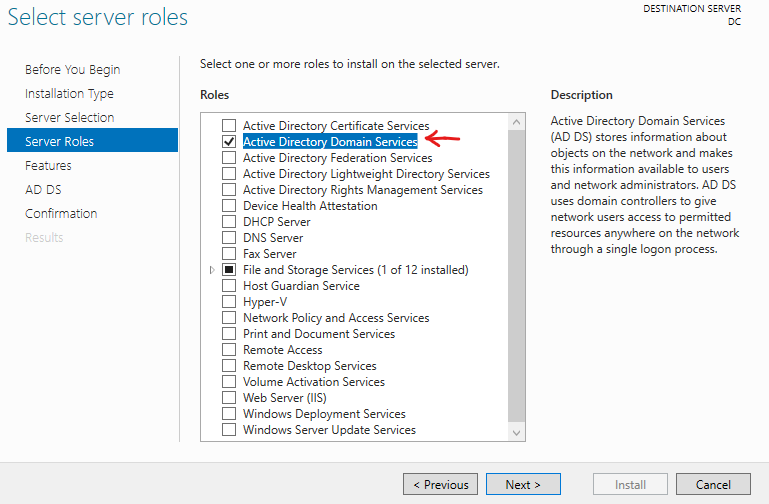 Select server roles
DESTINATION SERVER
DC
Before You Begin
Installation Type
Server Selection
Server Roles
Features
AD DS
Confirmation
Results
Select one or more roles to install on the selected server.
Roles
Active Directory Certificate Services
Active Directory Domain Services
Active Directory Federation Services
Active Directory Lightweight Directory Services
Active Directory Rights Management Services
Device Health Attestation
DHCP Server
DNS Server
Fax Server
File and Storage Services (1 of 12 installed)
Host Guardian Service
Hyper-V
Network Policy and Access Services
Print and Document Services
Remote Access
Remote Desktop Services
Volume Activation Services
Web Server (IIS)
Windows Deployment Services
Windows Server Update Services
Description
Active Directory Domain Services
(AD DS) stores information about
objects on the network and makes
this information available to users
and network administrators. AD DS
uses domain controllers to give
network users access to permitted
resources anywhere on the network
through a single logon process.
< Previous
Next >
Install
Cancel